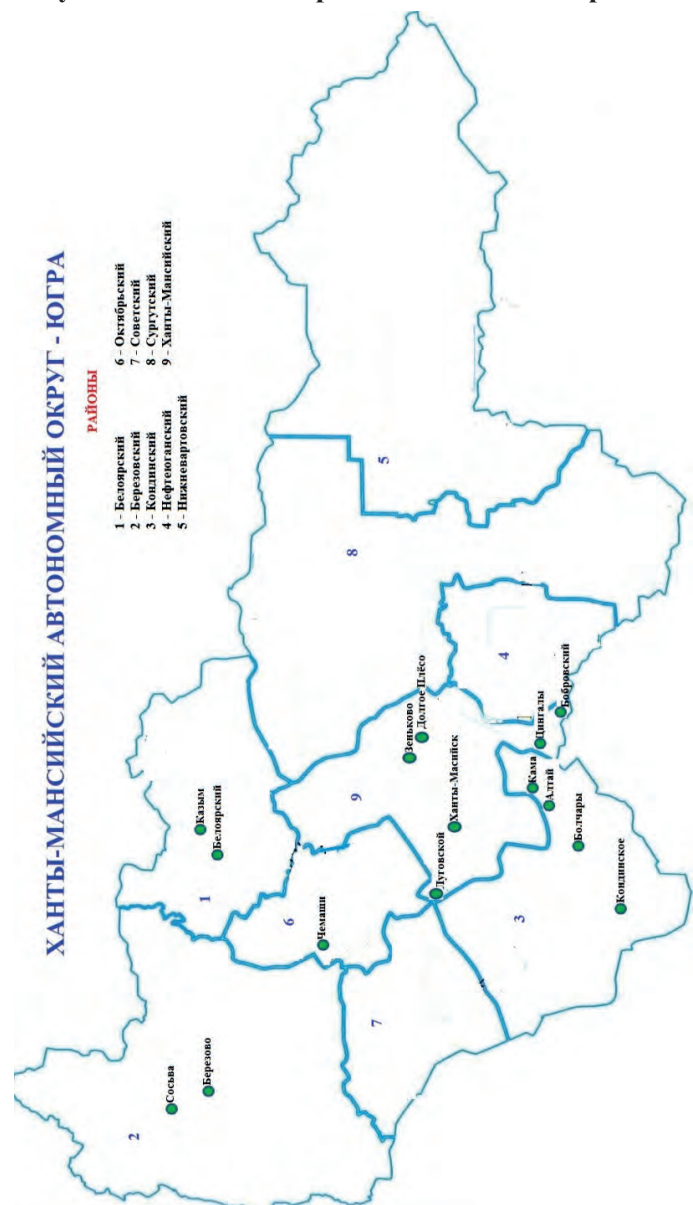 ХАНТЫ-МАНСИЙСКИЙ АВТОНОМНЫЙ ОКРУГ - ЮГРА
РАЙОНЫ
1 - Белоярский
2 - Березовский
3 - Кондинский
4 - Нефтеюганский
5 - Нижневартовский
6 - Октябрьский
7 - Советский
8 - Сургутский
9 - Ханты-Мансийский
2
Сосьва
Березово
1
Казым
Белоярский
6
Чемаши
7
9
8
5
Зеньково
Долгое Плёсо
Ханты-Масийск
Луговской
4
Цингалы
Бобровский
Кама
Алтай
Болчары
3
Кондинское